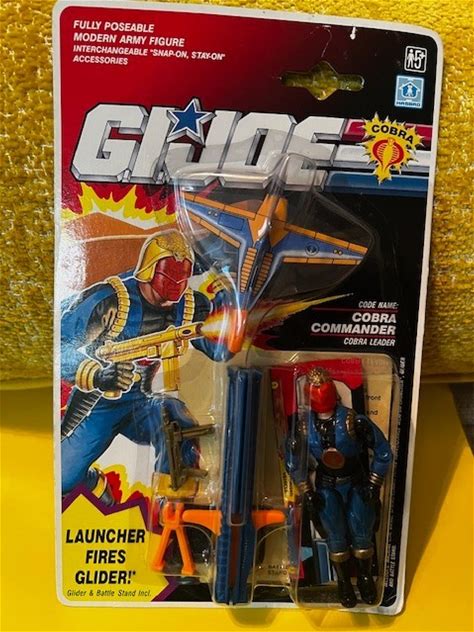 FULLY POSEABLE
MODERN ARMY FIGURE
INTERCHANGEABLE "SNAP-ON, STAY-ON"
ACCESSORIES
5+
HASBRO
G.I.JOE
COBRA
CODE NAME:
COBRA
COMMANDER
COBRA LEADER
LAUNCHER
FIRES
GLIDER!*
Glider & Battle Stand Incl.